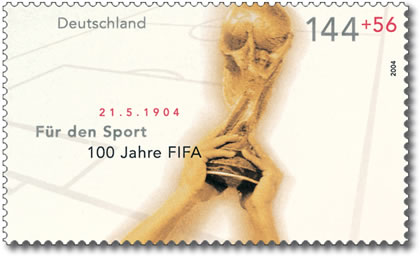 Deutschland
144+56
2004
21.5.1904
Für den Sport
100 Jahre FIFA